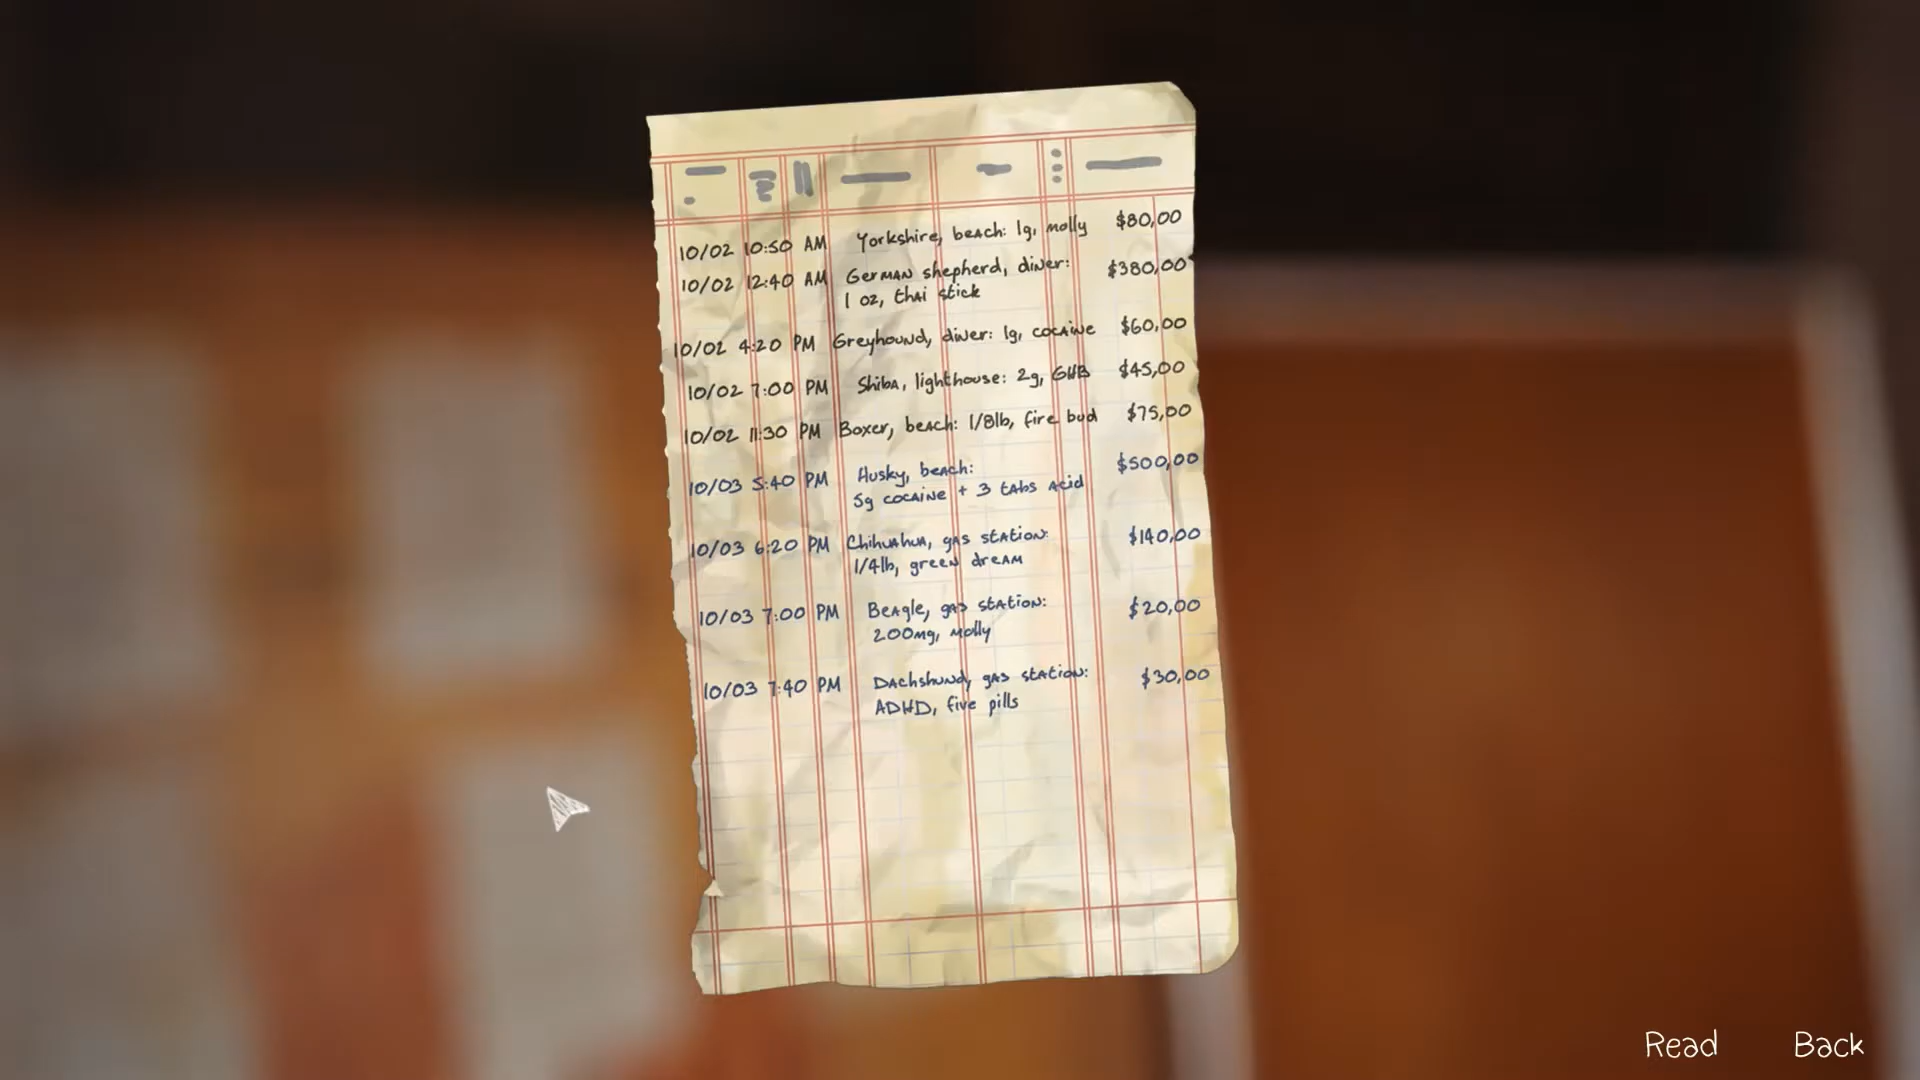 10/02 10:50 AM Yorkshire, beach: 1g, molly $80,00
10/02 12:40 AM German shepherd, diner: $380,00
1 oz, thai stick
10/02 4:20 PM Greyhound, diner: 1g, cocaine $60,00
10/02 7:00 PM Shiba, lighthouse: 2g, GHB $45,00
10/02 11:30 PM Boxer, beach: 1/8lb, fire bud $75,00
10/03 5:40 PM Husky, beach: $500,00
5g cocaine + 3 tabs acid
10/03 6:20 PM Chihuahua, gas station: $140,00
1/4lb, green dream
10/03 7:00 PM Beagle, gas station: $20,00
200mg, molly
10/03 7:40 PM Dachshund, gas station: $30,00
ADHD, five pills
Read Back